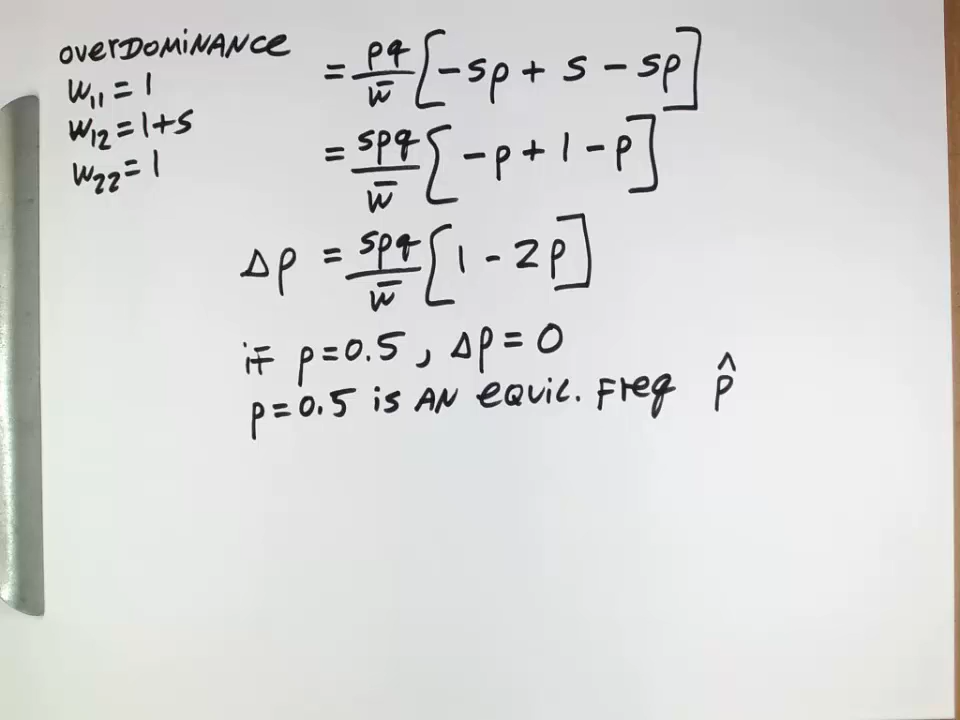 overDOMiNANce
w₁₁ = 1
w₁₂ = 1+s
w₂₂ = 1
= pq/w̄ [-sp + s - sp]
= spq/w̄ [-p + 1 - p]
Δp = spq/w̄ [1 - 2p]
iF p=0.5, Δp = 0
p=0.5 is AN equil. Freq p̂